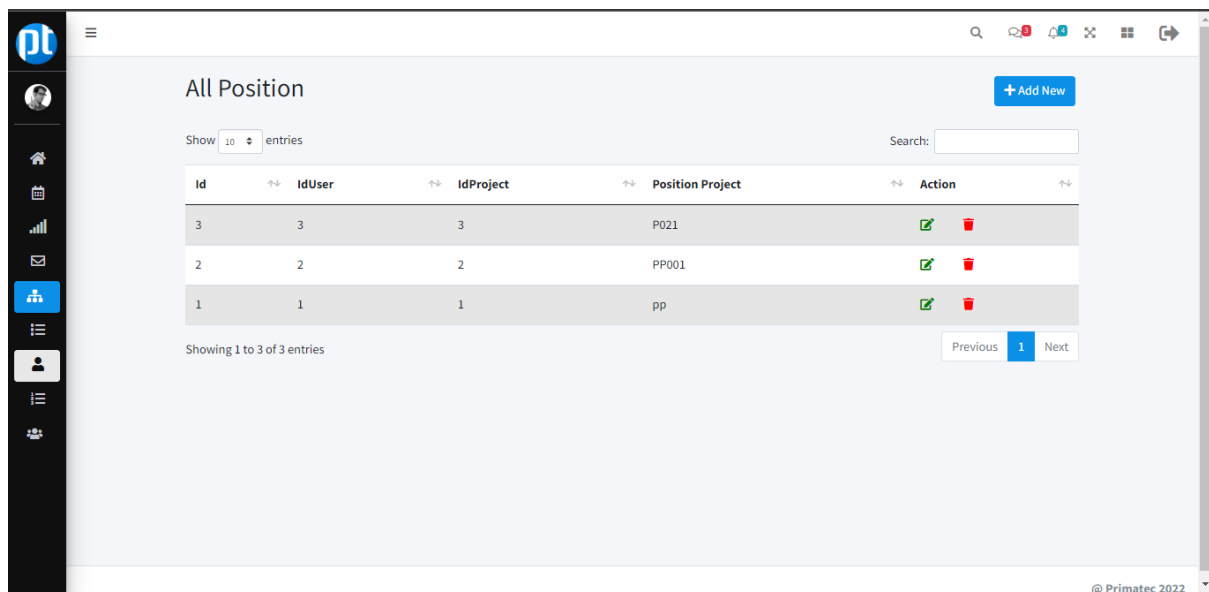 pt
3
4
All Position
+ Add New
Show 10 entries
Search:
Id IdUser IdProject Position Project Action
3 3 3 P021
2 2 2 PP001
1 1 1 pp
Showing 1 to 3 of 3 entries
Previous 1 Next
@ Primatec 2022